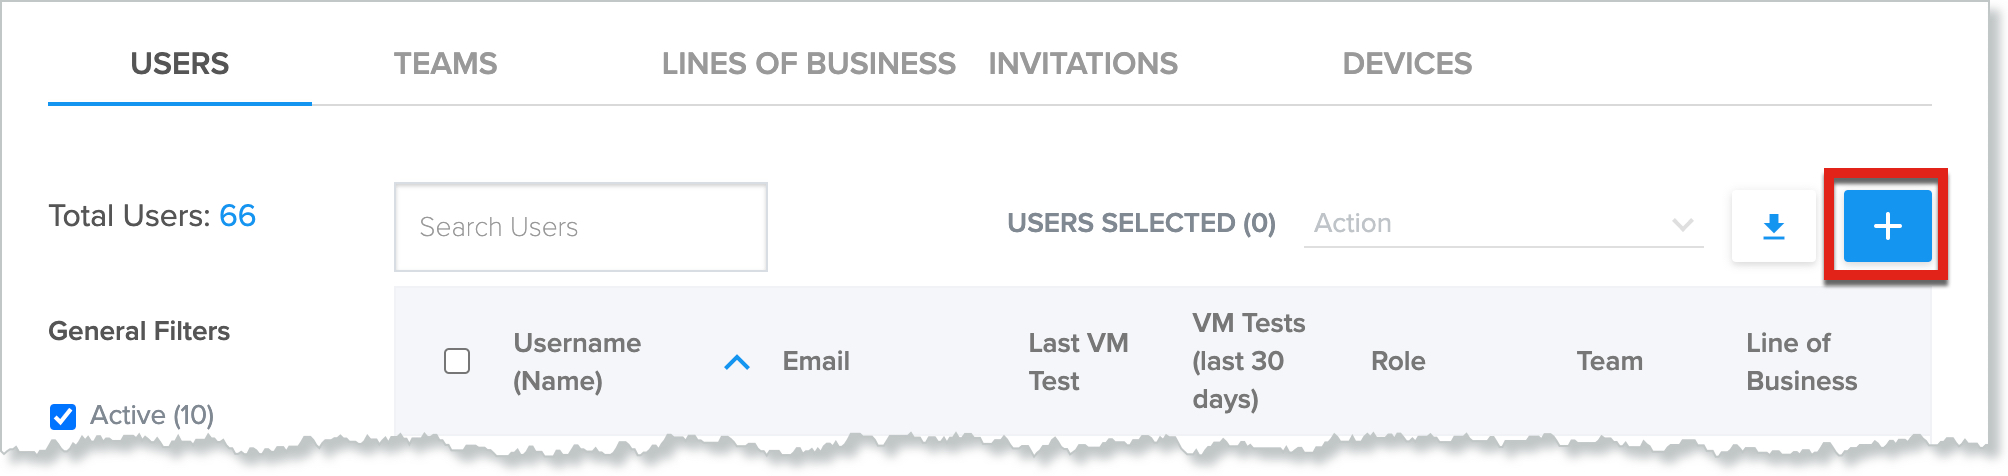 USERS TEAMS LINES OF BUSINESS INVITATIONS DEVICES
Total Users: 66
Search Users
USERS SELECTED (0)
Action
General Filters
Active (10)
Username
(Name)
Email
Last VM
Test
VM Tests
(last 30
days)
Role
Team
Line of
Business